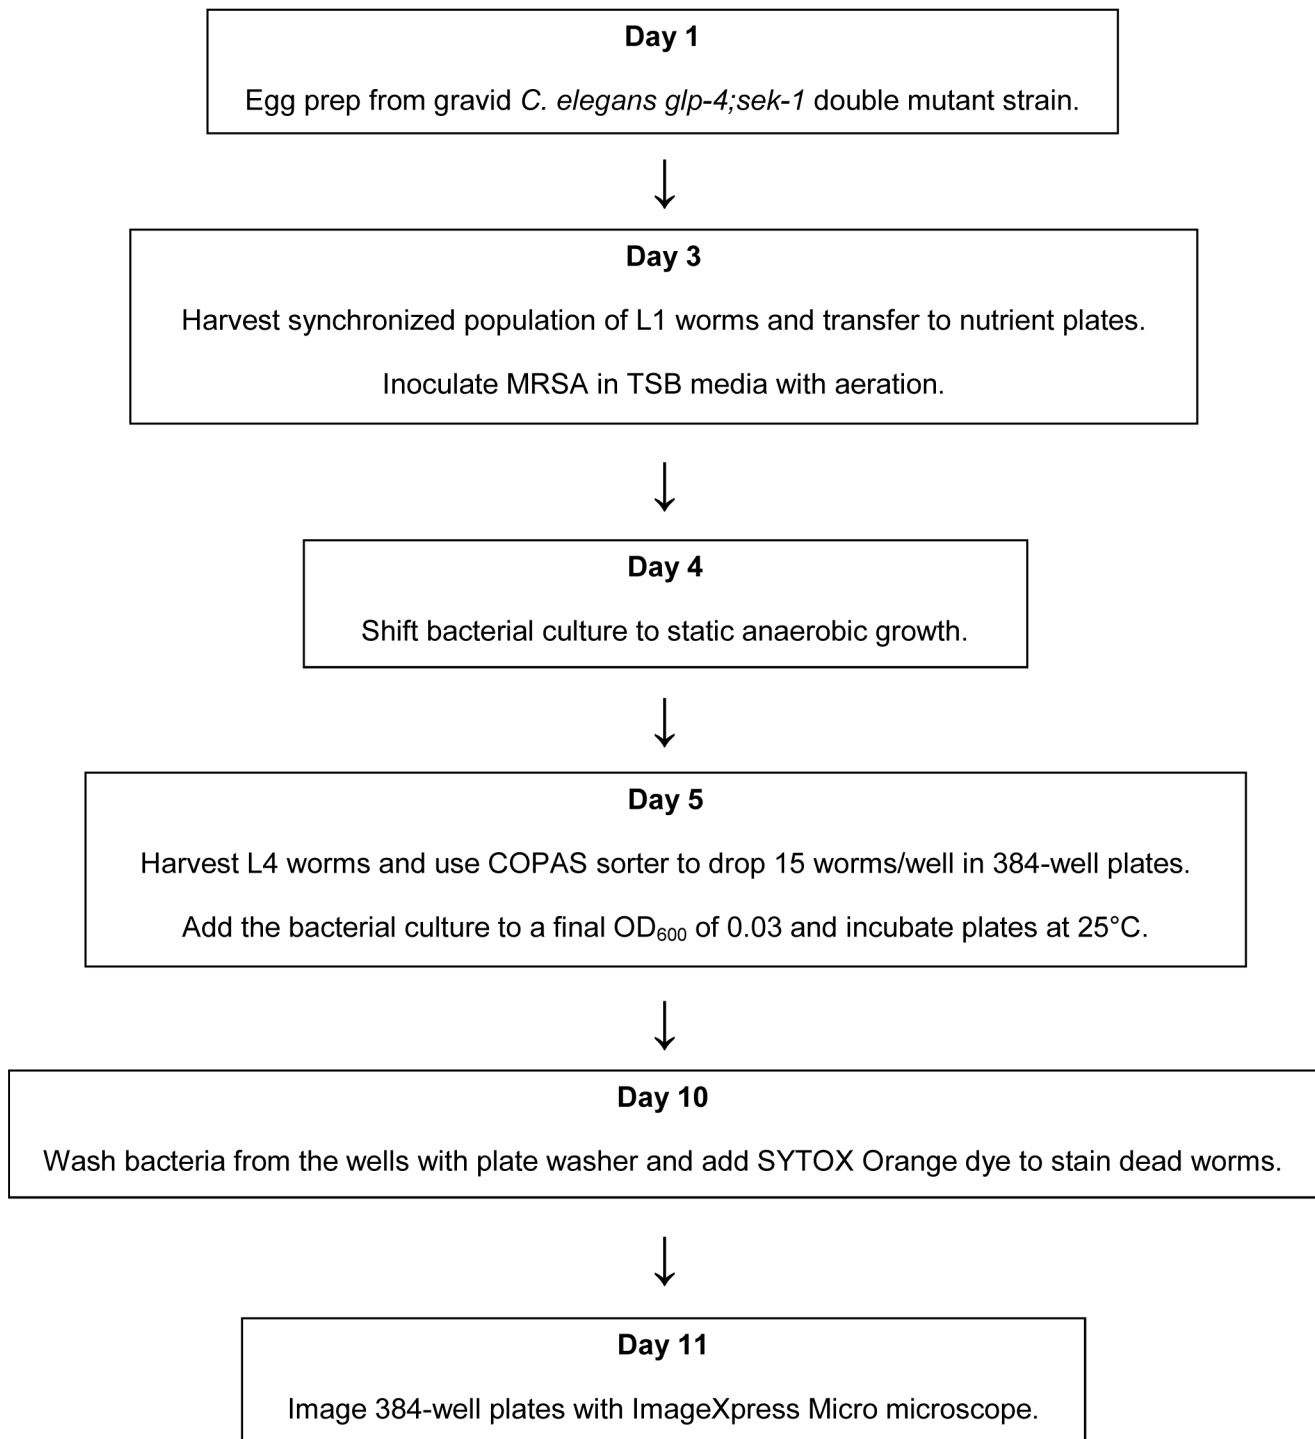 Day 1
Egg prep from gravid C. elegans glp-4;sek-1 double mutant strain.
Day 3
Harvest synchronized population of L1 worms and transfer to nutrient plates.
Inoculate MRSA in TSB media with aeration.
Day 4
Shift bacterial culture to static anaerobic growth.
Day 5
Harvest L4 worms and use COPAS sorter to drop 15 worms/well in 384-well plates.
Add the bacterial culture to a final OD₆₀₀ of 0.03 and incubate plates at 25°C.
Day 10
Wash bacteria from the wells with plate washer and add SYTOX Orange dye to stain dead worms.
Day 11
Image 384-well plates with ImageXpress Micro microscope.